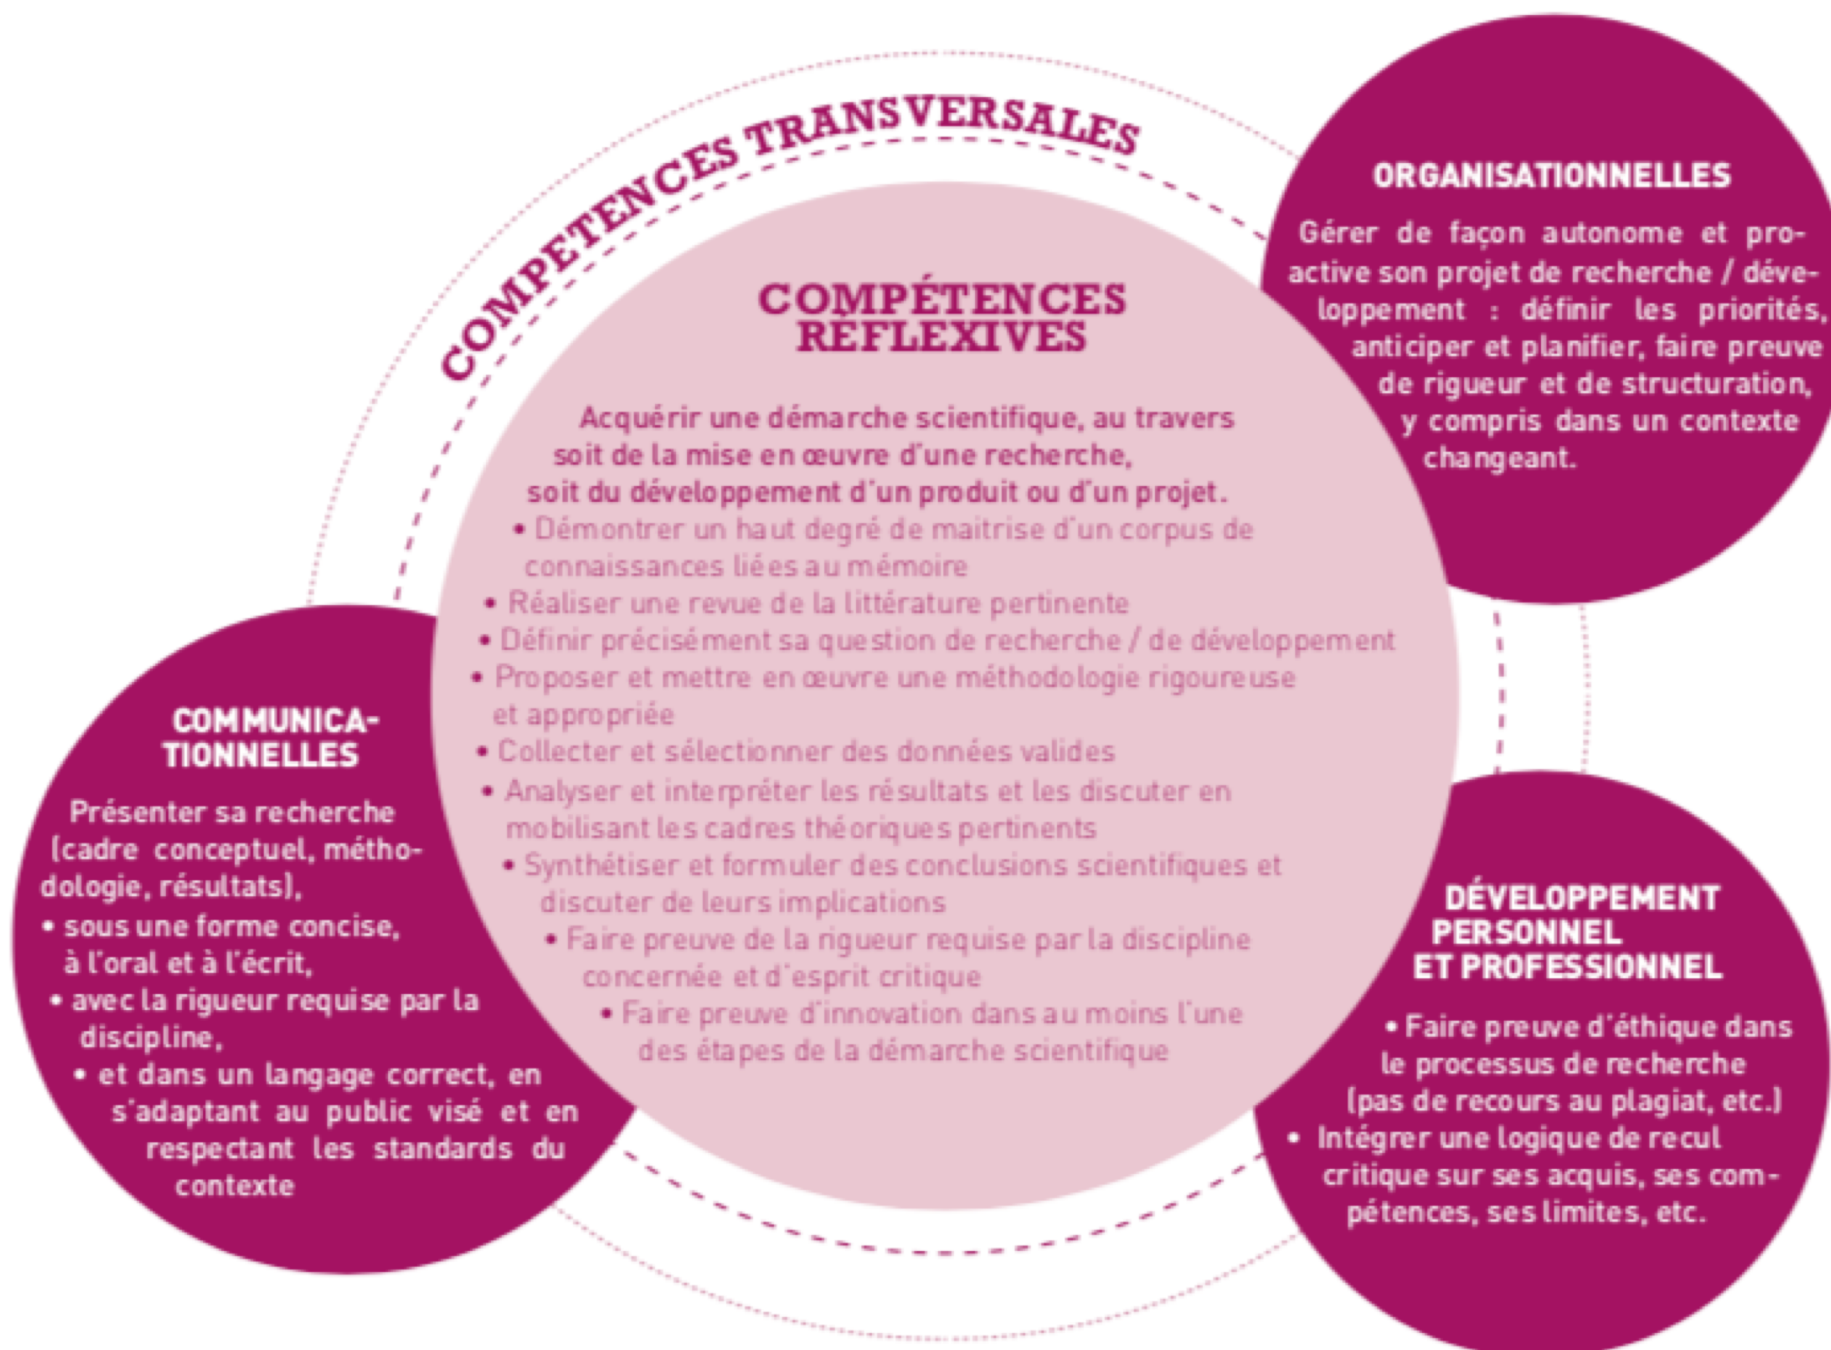 COMPETENCES TRANSVERSALES
COMPÉTENCES
RÉFLEXIVES
Acquérir une démarche scientifique, au travers
soit de la mise en œuvre d'une recherche,
soit du développement d'un produit ou d'un projet.
• Démontrer un haut degré de maitrise d'un corpus de
connaissances liées au mémoire
• Réaliser une revue de la littérature pertinente
• Définir précisément sa question de recherche / de développement
• Proposer et mettre en œuvre une méthodologie rigoureuse
et appropriée
• Collecter et sélectionner des données valides
• Analyser et interpréter les résultats et les discuter en
mobilisant les cadres théoriques pertinents
• Synthétiser et formuler des conclusions scientifiques et
discuter de leurs implications
• Faire preuve de la rigueur requise par la discipline
concernée et d'esprit critique
• Faire preuve d'innovation dans au moins l'une
des étapes de la démarche scientifique
ORGANISATIONNELLES
Gérer de façon autonome et pro-
active son projet de recherche / déve-
loppement : définir les priorités,
anticiper et planifier, faire preuve
de rigueur et de structuration,
y compris dans un contexte
changeant.
COMMUNICA-
TIONNELLES
Présenter sa recherche
(cadre conceptuel, métho-
dologie, résultats),
• sous une forme concise,
à l'oral et à l'écrit,
• avec la rigueur requise par la
discipline,
• et dans un langage correct, en
s'adaptant au public visé et en
respectant les standards du
contexte
DÉVELOPPEMENT
PERSONNEL
ET PROFESSIONNEL
• Faire preuve d'éthique dans
le processus de recherche
(pas de recours au plagiat, etc.)
• Intégrer une logique de recul
critique sur ses acquis, ses com-
pétences, ses limites, etc.